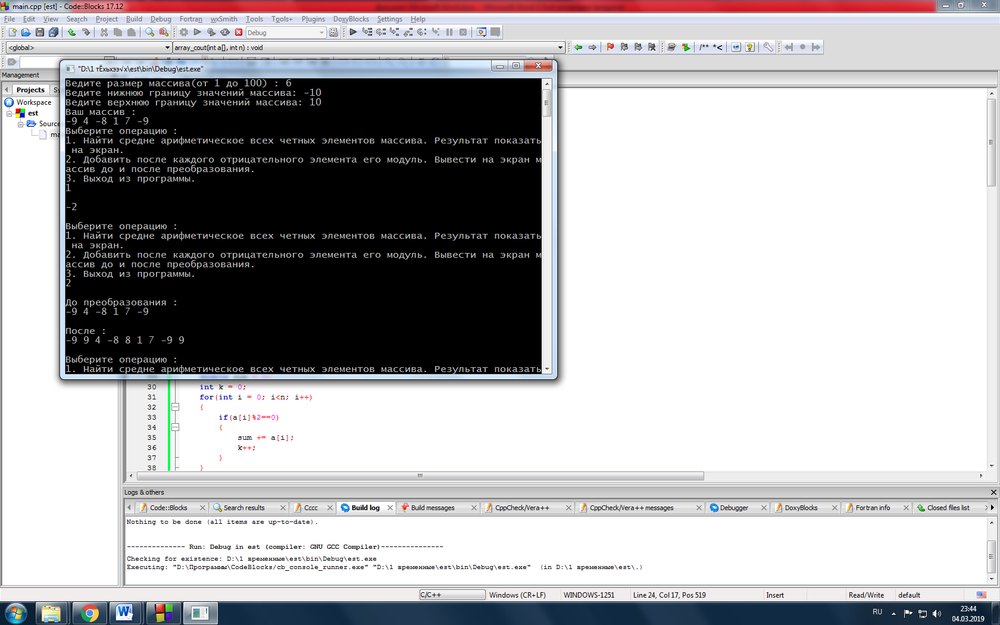 main.cpp [est] - Code::Blocks 17.12
File Edit View Search Project Build Debug Fortran wxSmith Tools Tools+ Plugins DoxyBlocks Settings Help
Debug
<global> array_cout(int a[], int n) : void
/** *<
Management
Projects Sy
Workspace
est
Source
ma
"D:\1 тЁхьхээ√х\est\bin\Debug\est.exe"
Ведите размер массива(от 1 до 100) : 6
Ведите нижнюю границу значений массива: -10
Ведите верхнюю границу значений массива: 10
Ваш массив :
-9 4 -8 1 7 -9
Выберите операцию :
1. Найти средне арифметическое всех четных элементов массива. Результат показать
на экран.
2. Добавить после каждого отрицательного элемента его модуль. Вывести на экран м
ассив до и после преобразования.
3. Выход из программы.
1
-2
Выберите операцию :
1. Найти средне арифметическое всех четных элементов массива. Результат показать
на экран.
2. Добавить после каждого отрицательного элемента его модуль. Вывести на экран м
ассив до и после преобразования.
3. Выход из программы.
2
До преобразования :
-9 4 -8 1 7 -9
После :
-9 9 4 -8 8 1 7 -9 9
Выберите операцию :
1. Найти средне арифметическое всех четных элементов массива. Результат показать
30 int k = 0;
31 for(int i = 0; i<n; i++)
32 {
33 if(a[i]%2==0)
34 {
35 sum += a[i];
36 k++;
37 }
38 }
Logs & others
Code::Blocks Search results Cccc Build log Build messages CppCheck/Vera++ CppCheck/Vera++ messages Debugger DoxyBlocks Fortran info Closed files list
Nothing to be done (all items are up-to-date).
-------------- Run: Debug in est (compiler: GNU GCC Compiler)---------------
Checking for existence: D:\1 временные\est\bin\Debug\est.exe
Executing: "D:\Программы\CodeBlocks/cb_console_runner.exe" "D:\1 временные\est\bin\Debug\est.exe" (in D:\1 временные\est\.)
C/C++ Windows (CR+LF) WINDOWS-1251 Line 24, Col 17, Pos 519 Insert Read/Write default
RU
23:44
04.03.2019